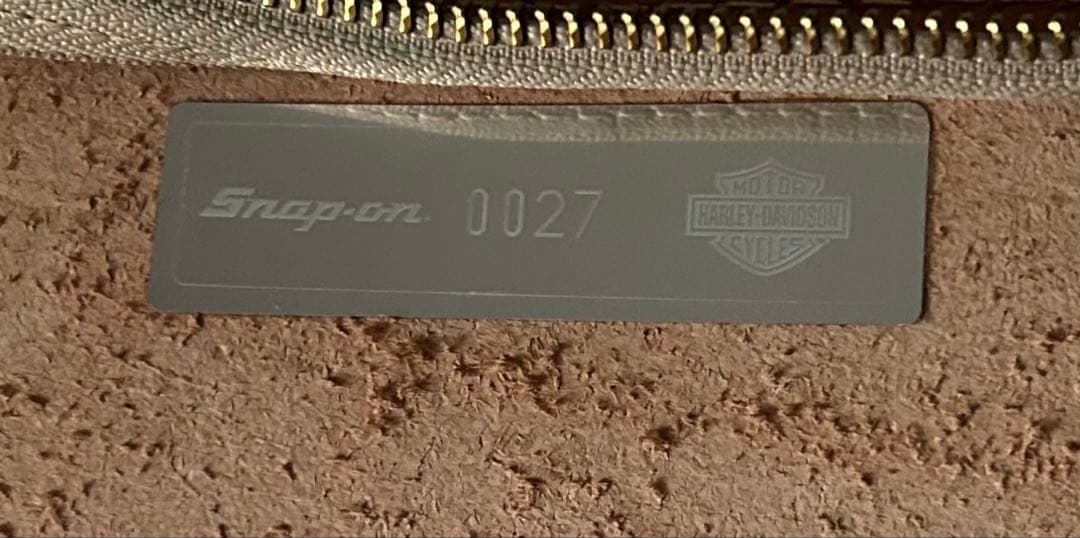 Snap-on 0027
MOTOR
HARLEY-DAVIDSON
CYCLES